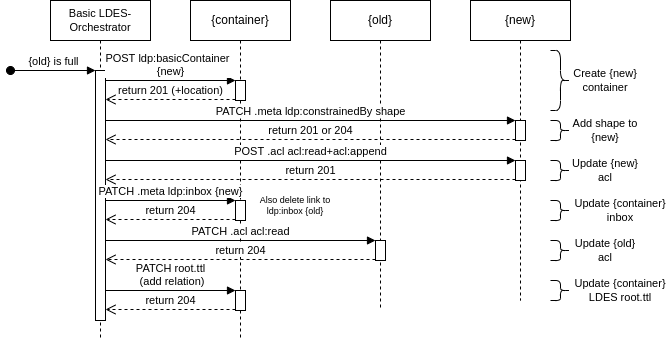 Basic LDES-
Orchestrator
{container}
{old}
{new}
{old} is full
POST ldp:basicContainer
{new}
return 201 (+location)
Create {new}
container
PATCH .meta ldp:constrainedBy shape
return 201 or 204
Add shape to
{new}
POST .acl acl:read+acl:append
return 201
Update {new}
acl
PATCH .meta ldp:inbox {new}
return 204
Also delete link to
ldp:inbox {old}
Update {container}
inbox
PATCH .acl acl:read
return 204
Update {old}
acl
PATCH root.ttl
(add relation)
return 204
Update {container}
LDES root.ttl